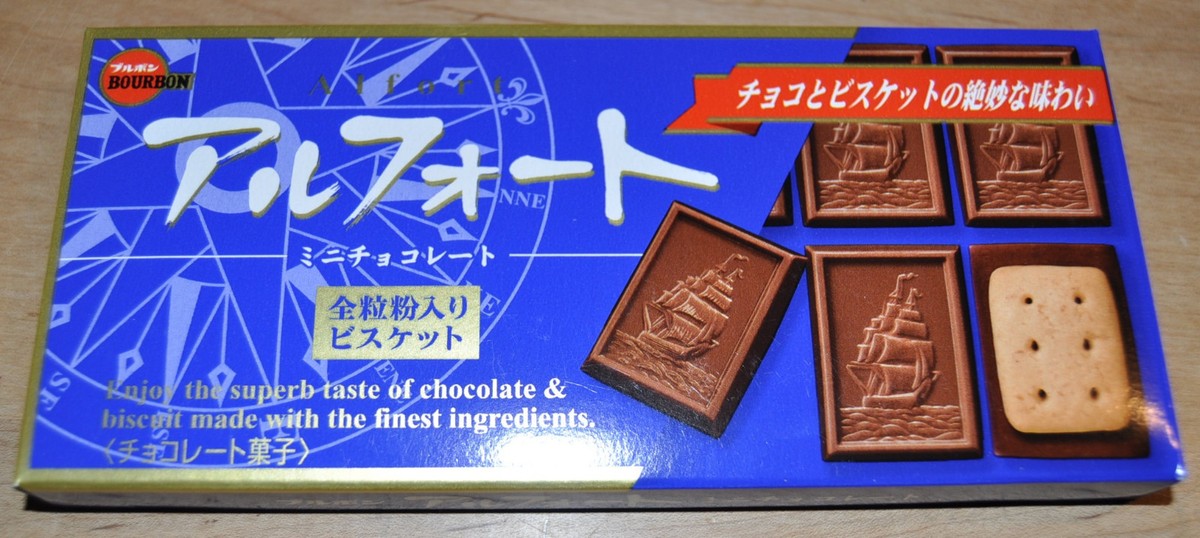 ブルボン
BOURBON
Alfort
チョコとビスケットの絶妙な味わい
アルフォート
NNE
ミニチョコレート
全粒粉入り
ビスケット
Enjoy the superb taste of chocolate &
biscuit made with the finest ingredients.
〈チョコレート菓子〉